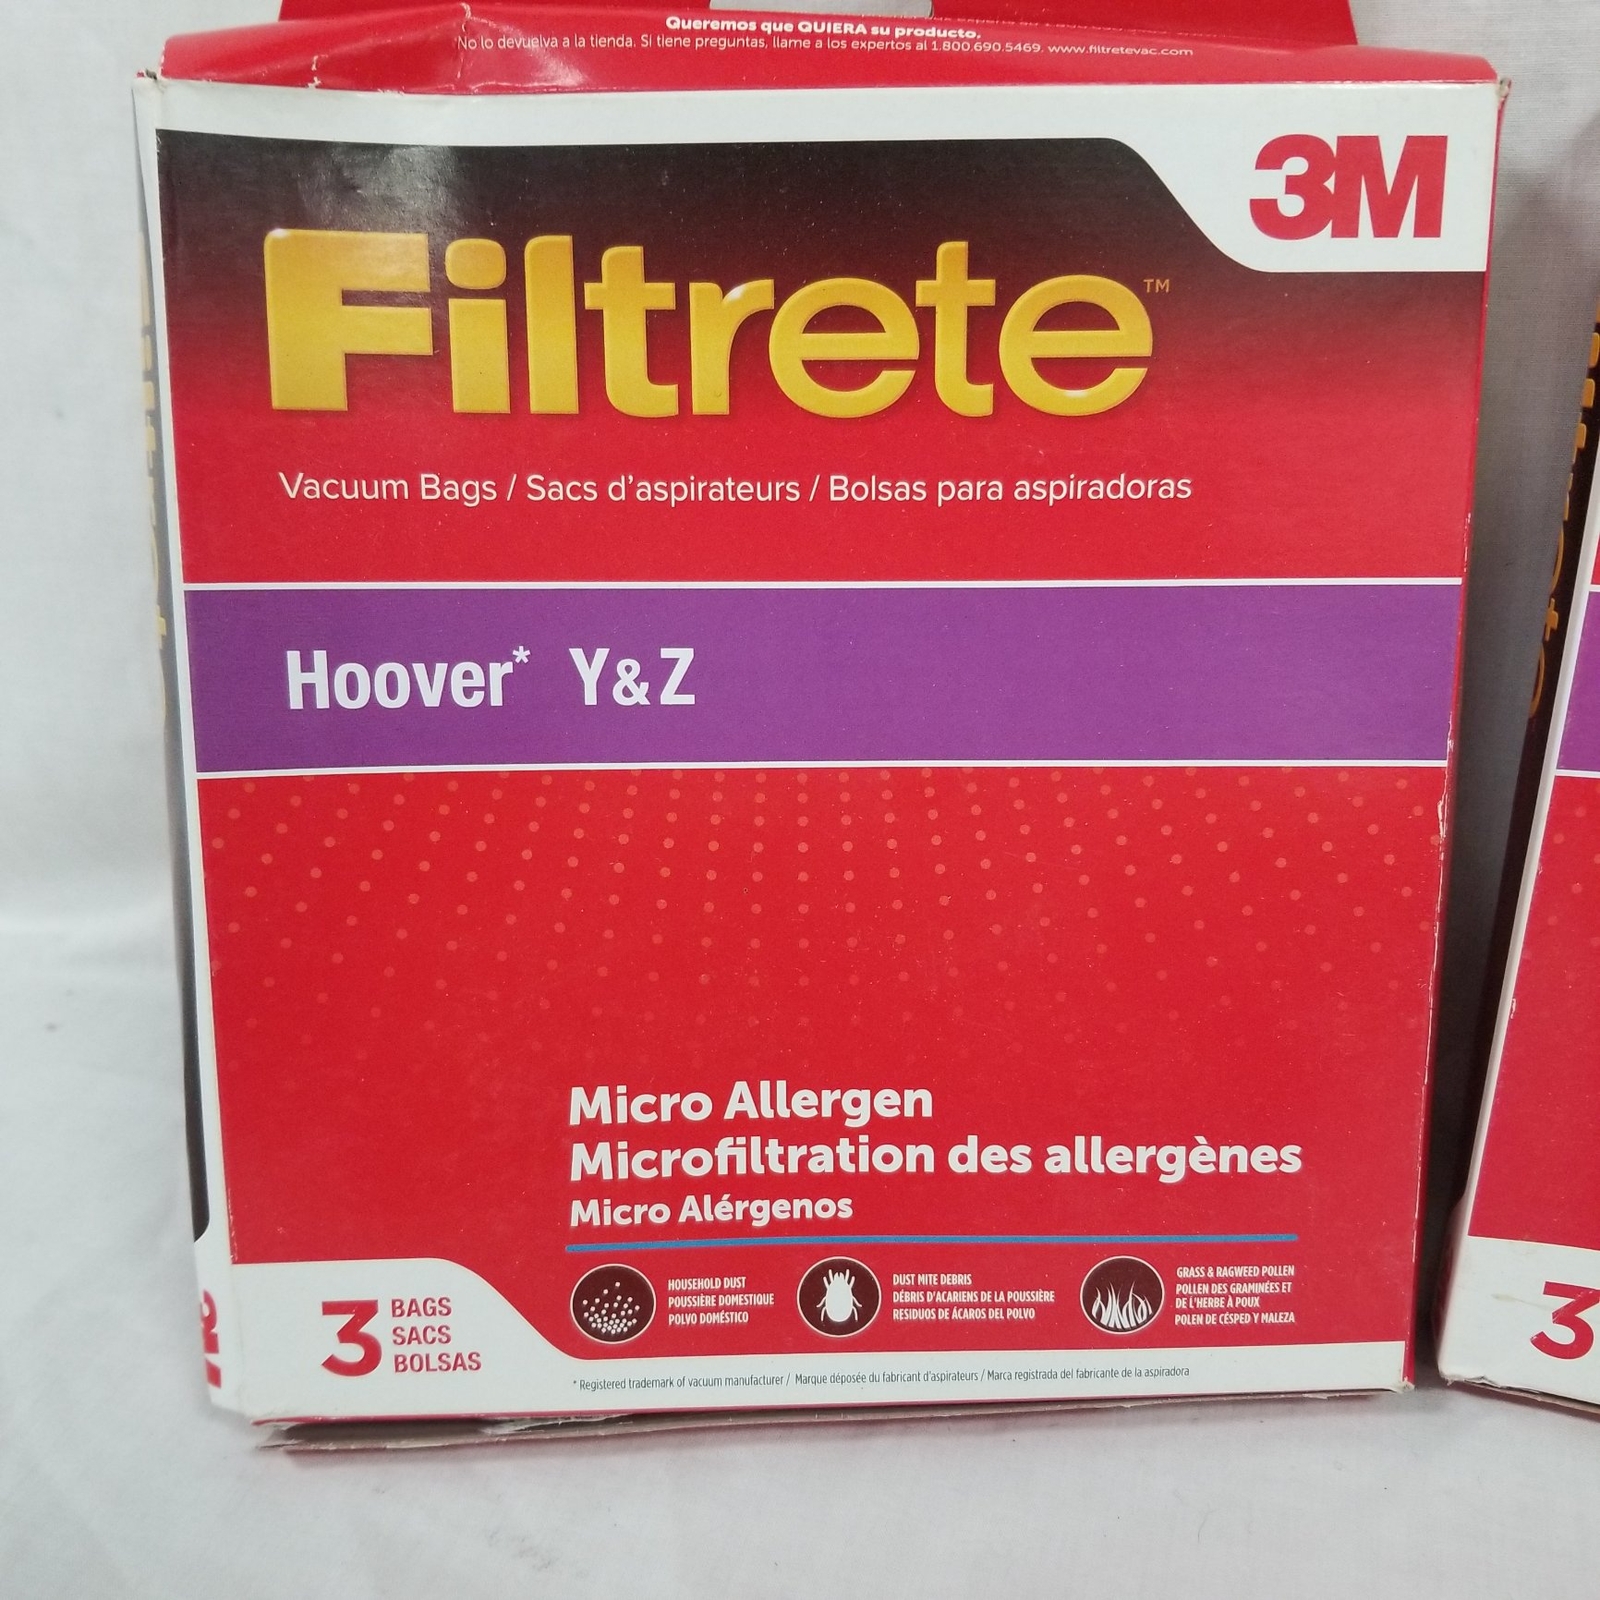 Queremos que QUIERA su producto.
No lo devuelva a la tienda. Si tiene preguntas, llame a los expertos al 1.800.690.5469. www.filtretevac.com
3M
Filtrete™
Vacuum Bags / Sacs d'aspirateurs / Bolsas para aspiradoras
Hoover* Y&Z
Micro Allergen
Microfiltration des allergènes
Micro Alérgenos
HOUSEHOLD DUST
POUSSIÈRE DOMESTIQUE
POLVO DOMÉSTICO
DUST MITE DEBRIS
DÉBRIS D'ACARIENS DE LA POUSSIÈRE
RESIDUOS DE ÁCAROS DEL POLVO
GRASS & RAGWEED POLLEN
POLLEN DES GRAMINÉES ET
DE L'HERBE À POUX
POLEN DE CÉSPED Y MALEZA
3 BAGS
SACS
BOLSAS
* Registered trademark of vacuum manufacturer / Marque déposée du fabricant d'aspirateurs / Marca registrada del fabricante de la aspiradora
3